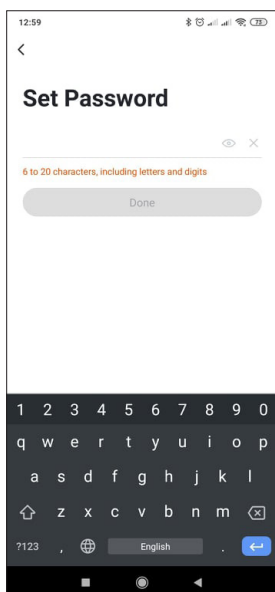 12:59
73
Set Password
6 to 20 characters, including letters and digits
Done
1 2 3 4 5 6 7 8 9 0
q w e r t y u i o p
a s d f g h j k l
z x c v b n m
?123 , English .